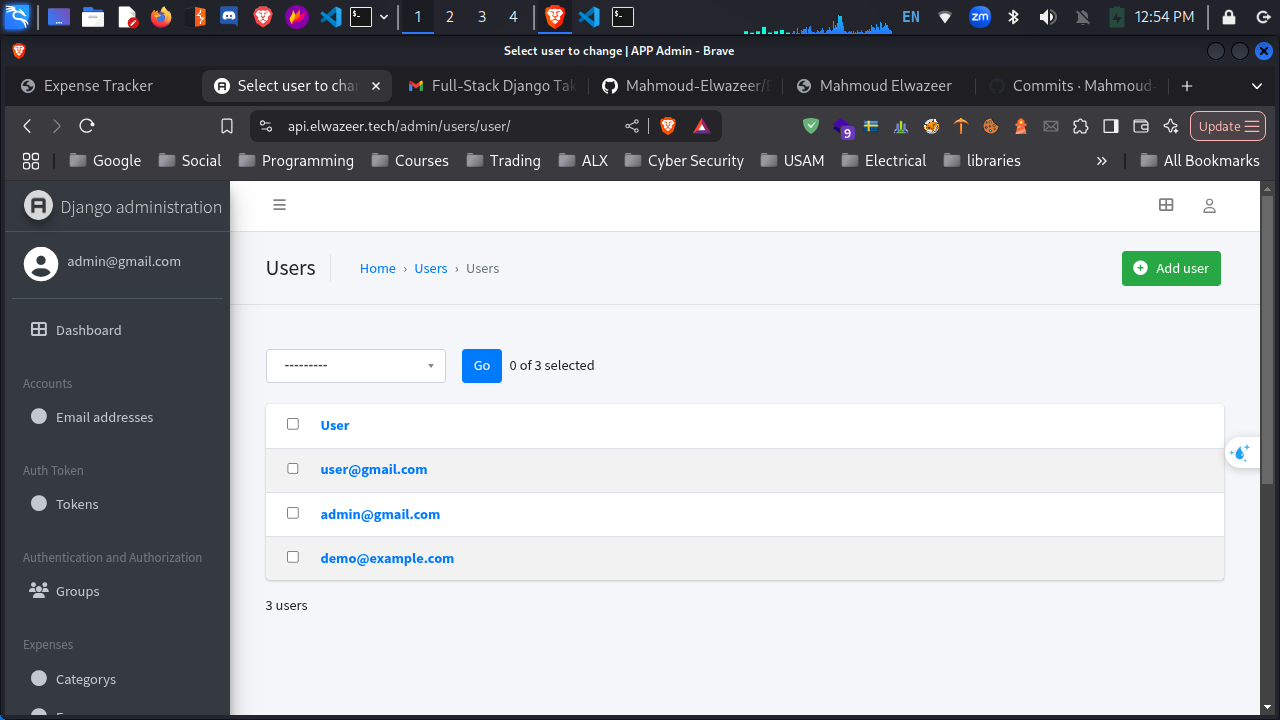 1 2 3 4 EN zm 12:54 PM
Select user to change | APP Admin - Brave
Expense Tracker Select user to cha Full-Stack Django Tak Mahmoud-Elwazeer/E Mahmoud Elwazeer Commits · Mahmoud-
api.elwazeer.tech/admin/users/user/ 9 Update
Google Social Programming Courses Trading ALX Cyber Security USAM Electrical libraries » All Bookmarks
Django administration
admin@gmail.com
Dashboard
Accounts
Email addresses
Auth Token
Tokens
Authentication and Authorization
Groups
Expenses
Categorys
Users Home › Users › Users Add user
--------- Go 0 of 3 selected
User
user@gmail.com
admin@gmail.com
demo@example.com
3 users